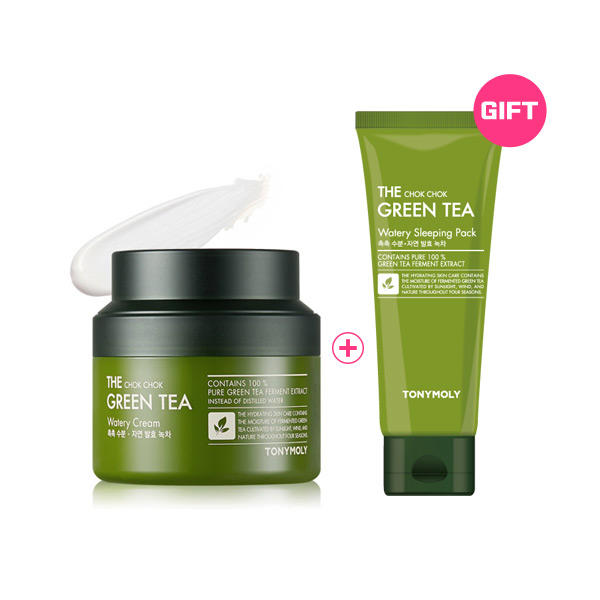 GIFT
THE CHOK CHOK
GREEN TEA
Watery Sleeping Pack
촉촉 수분 · 자연 발효 녹차
CONTAINS PURE 100 %
GREEN TEA FERMENT EXTRACT
THE HYDRATING SKIN CARE CONTAINS
THE MOISTURE OF FERMENTED GREEN TEA
CULTIVATED BY SUNLIGHT, WIND, AND
NATURE THROUGHOUT YOUR SEASONS.
TONYMOLY
THE CHOK CHOK
GREEN TEA
Watery Cream
촉촉 수분 · 자연 발효 녹차
CONTAINS 100 %
PURE GREEN TEA FERMENT EXTRACT
INSTEAD OF DISTILLED WATER
THE HYDRATING SKIN CARE CONTAINS
THE MOISTURE OF FERMENTED GREEN
TEA CULTIVATED BY SUNLIGHT, WIND, AND
NATURE THROUGHOUT YOUR SEASONS.
TONYMOLY